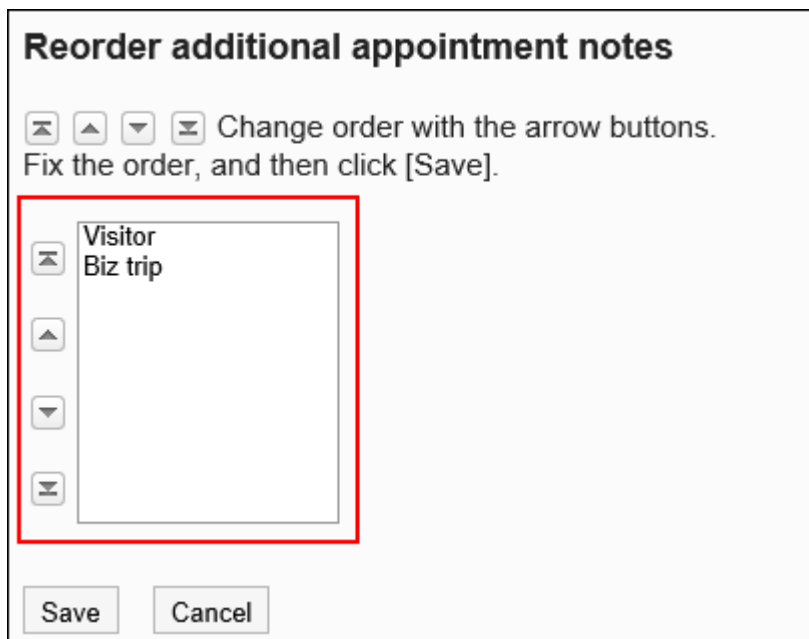 Reorder additional appointment notes
Change order with the arrow buttons.
Fix the order, and then click [Save].
Visitor
Biz trip
Save
Cancel